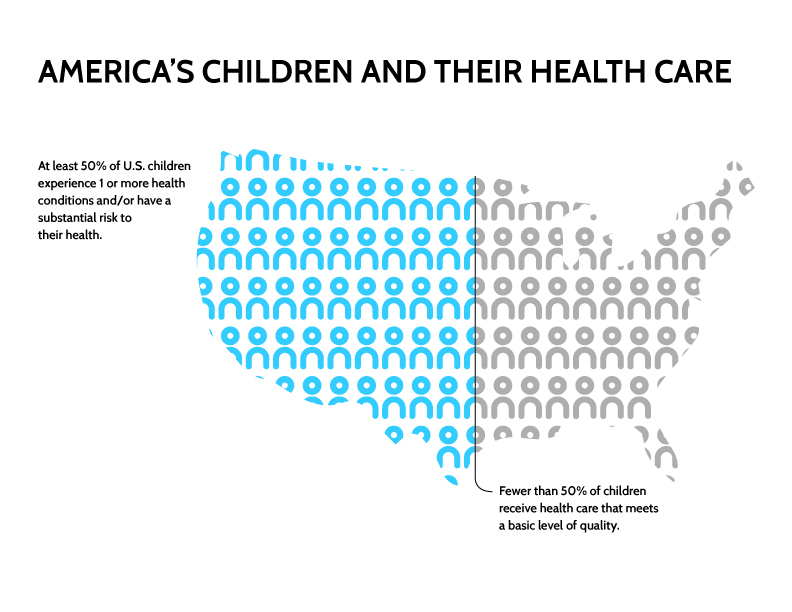 AMERICA'S CHILDREN AND THEIR HEALTH CARE
At least 50% of U.S. children
experience 1 or more health
conditions and/or have a
substantial risk to
their health.
Fewer than 50% of children
receive health care that meets
a basic level of quality.